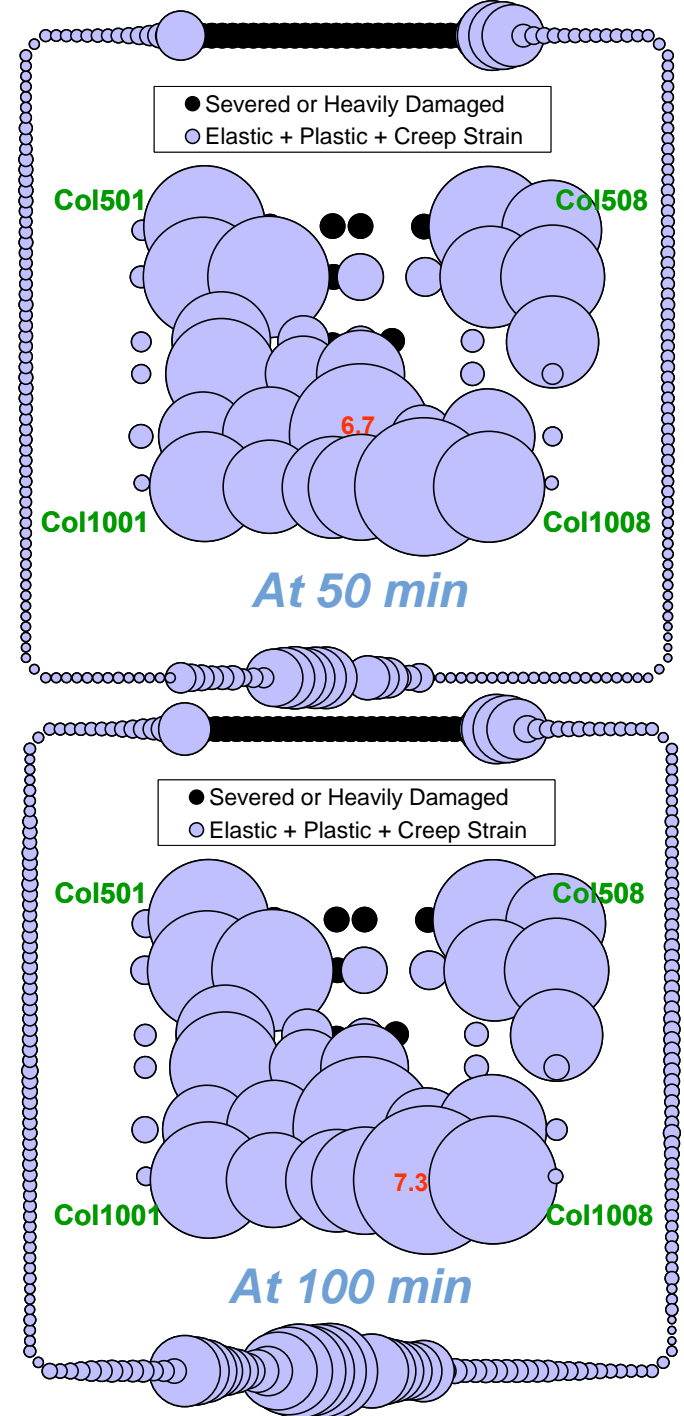 Severed or Heavily Damaged
Elastic + Plastic + Creep Strain
Col501 Col508
6.7
Col1001 Col1008
At 50 min
Severed or Heavily Damaged
Elastic + Plastic + Creep Strain
Col501 Col508
7.3
Col1001 Col1008
At 100 min